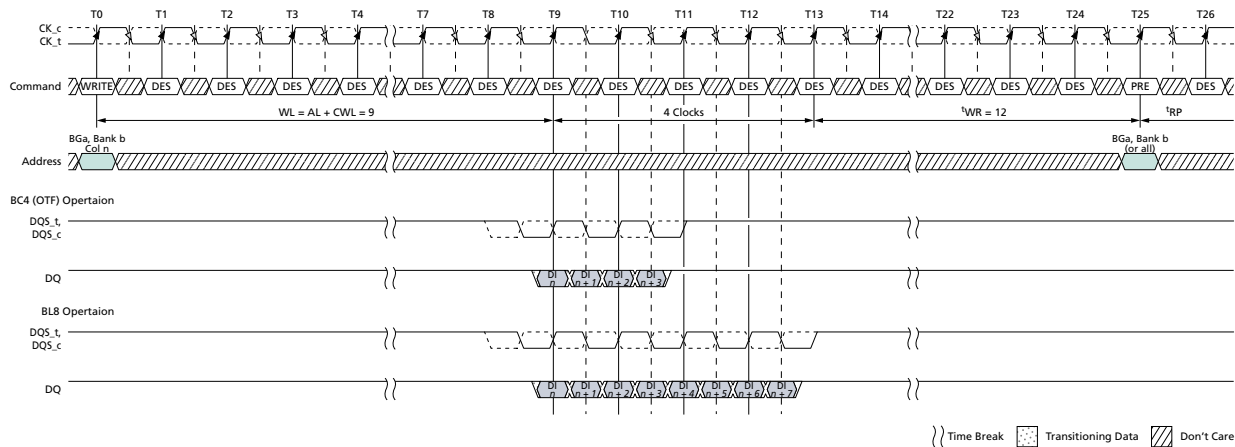 T0 T1 T2 T3 T4 T7 T8 T9 T10 T11 T12 T13 T14 T22 T23 T24 T25 T26
CK_c
CK_t
Command WRITE DES DES DES DES DES DES DES DES DES DES DES DES DES DES DES PRE DES
WL = AL + CWL = 9 4 Clocks tWR = 12 tRP
BGa, Bank b
Col n
BGa, Bank b
(or all)
Address
BC4 (OTF) Opertaion
DQS_t,
DQS_c
DQ DI n DI n + 1 DI n + 2 DI n + 3
BL8 Opertaion
DQS_t,
DQS_c
DQ DI n DI n + 1 DI n + 2 DI n + 3 DI n + 4 DI n + 5 DI n + 6 DI n + 7
Time Break Transitioning Data Don't Care